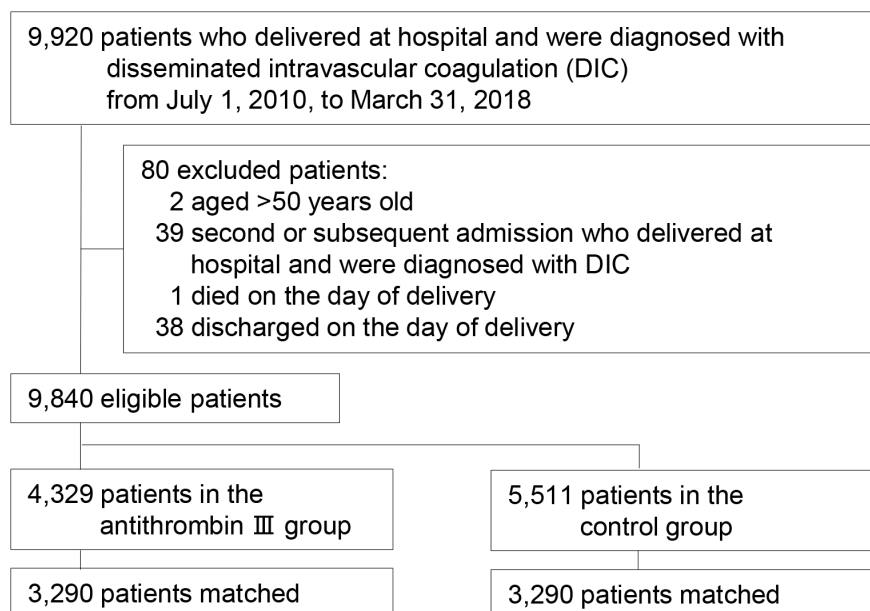 9,920 patients who delivered at hospital and were diagnosed with
disseminated intravascular coagulation (DIC)
from July 1, 2010, to March 31, 2018
80 excluded patients:
2 aged >50 years old
39 second or subsequent admission who delivered at
hospital and were diagnosed with DIC
1 died on the day of delivery
38 discharged on the day of delivery
9,840 eligible patients
4,329 patients in the
antithrombin Ⅲ group
5,511 patients in the
control group
3,290 patients matched
3,290 patients matched